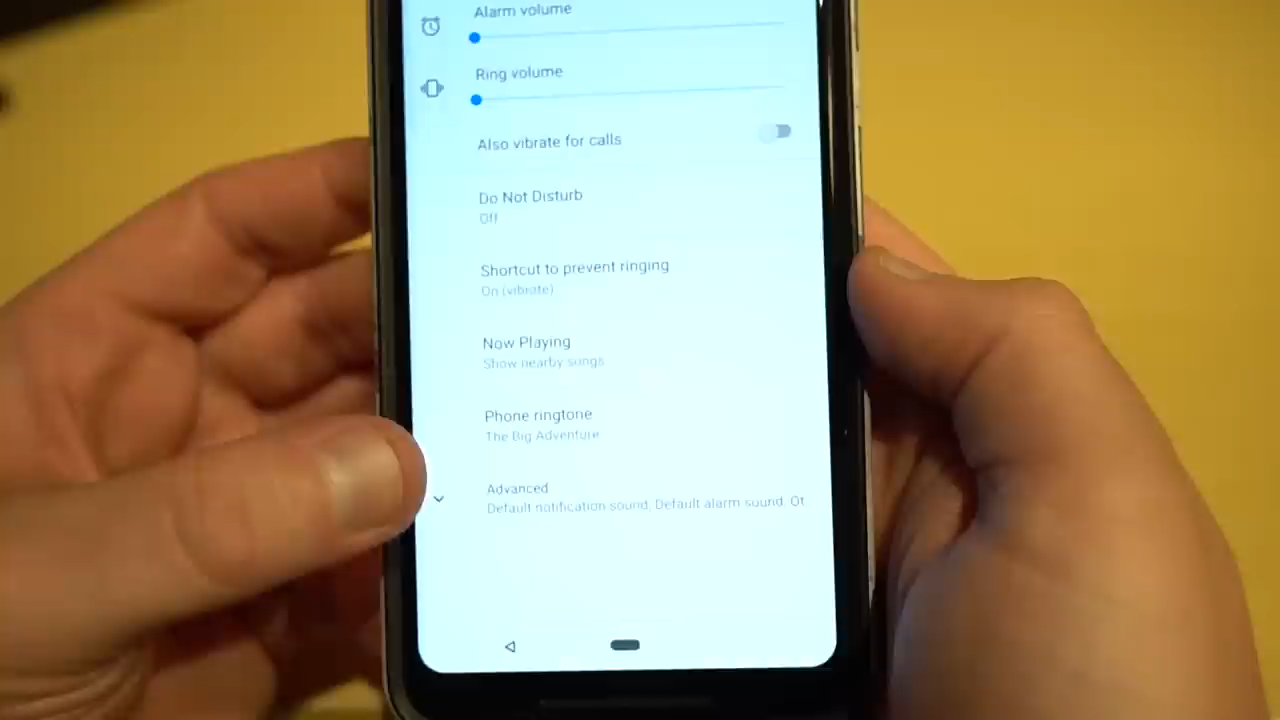 Alarm volume
Ring volume
Also vibrate for calls
Do Not Disturb
Off
Shortcut to prevent ringing
On (vibrate)
Now Playing
Show nearby songs
Phone ringtone
The Big Adventure
Advanced
Default notification sound, Default alarm sound, Ot